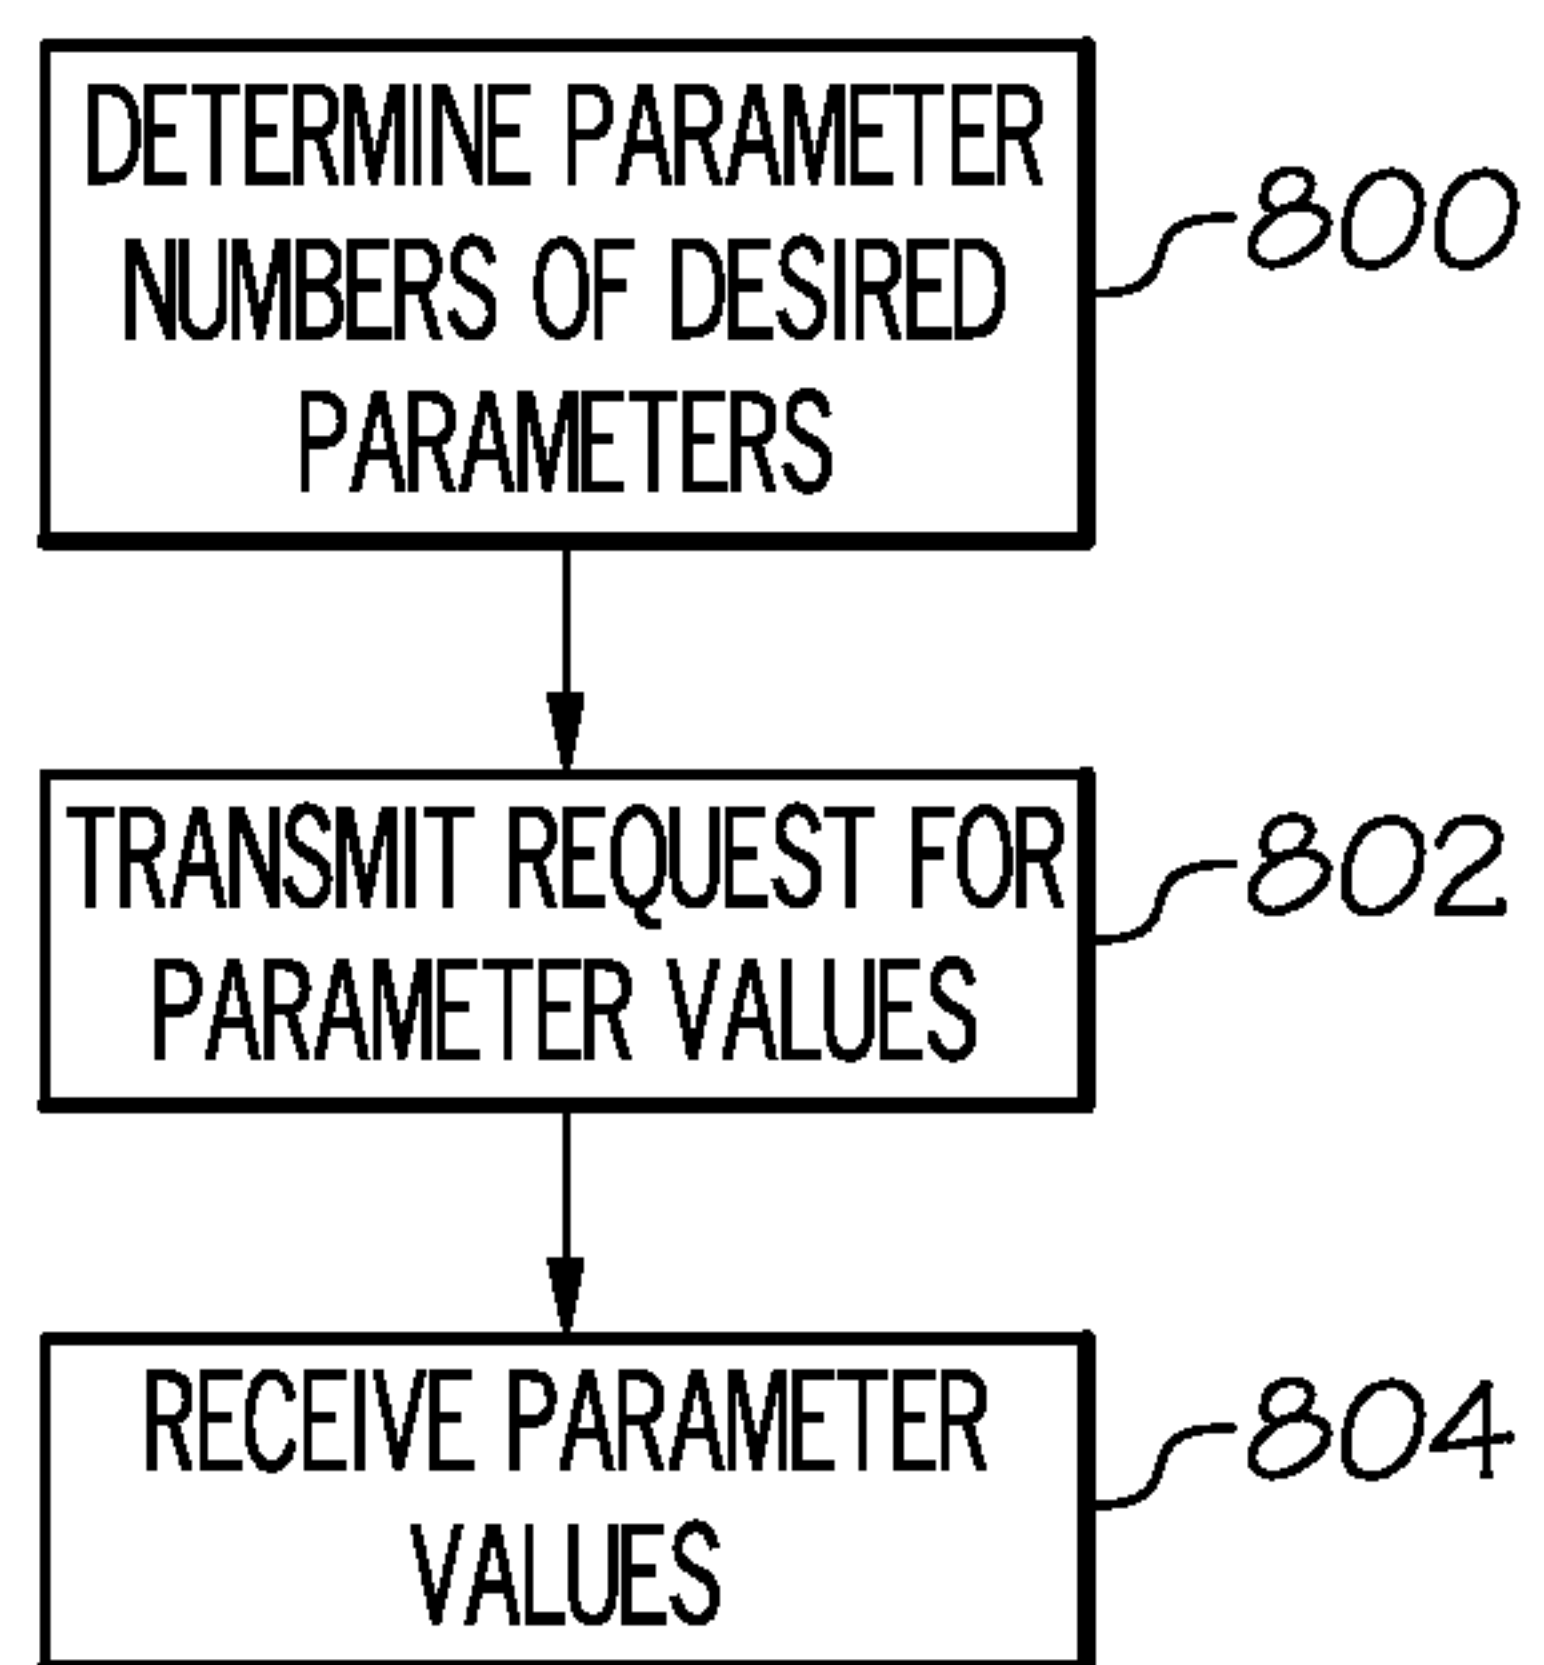 DETERMINE PARAMETER
NUMBERS OF DESIRED
PARAMETERS
800
TRANSMIT REQUEST FOR
PARAMETER VALUES
802
RECEIVE PARAMETER
VALUES
804